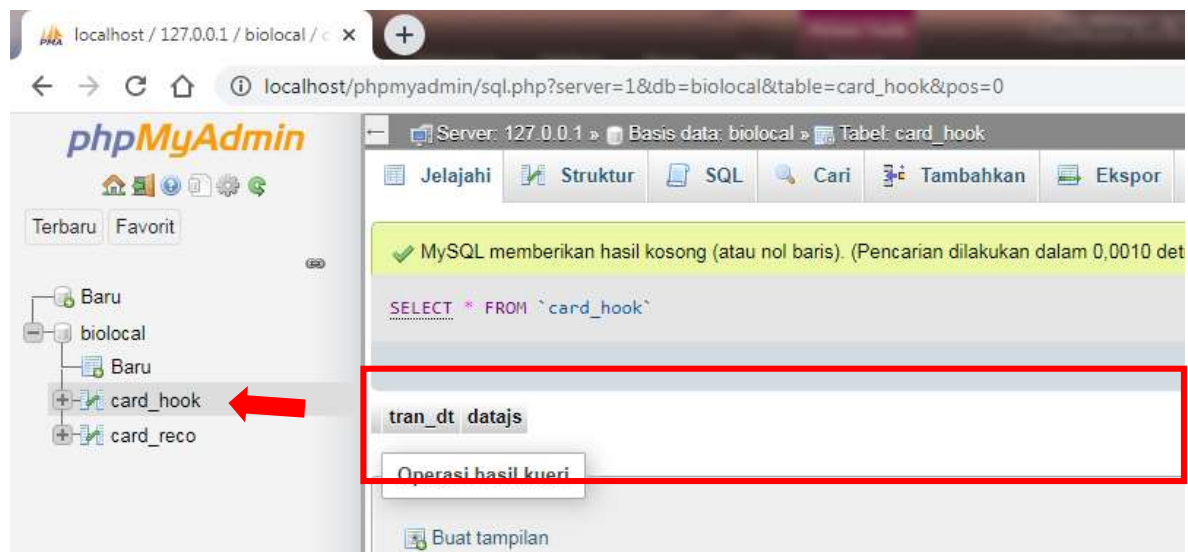 localhost / 127.0.0.1 / biolocal / c
localhost/phpmyadmin/sql.php?server=1&db=biolocal&table=card_hook&pos=0
phpMyAdmin
Terbaru Favorit
Baru
biolocal
Baru
card_hook
card_reco
Server: 127.0.0.1 » Basis data: biolocal » Tabel: card_hook
Jelajahi Struktur SQL Cari Tambahkan Ekspor
MySQL memberikan hasil kosong (atau nol baris). (Pencarian dilakukan dalam 0,0010 det
SELECT * FROM `card_hook`
tran_dt datajs
Operasi hasil kueri
Buat tampilan